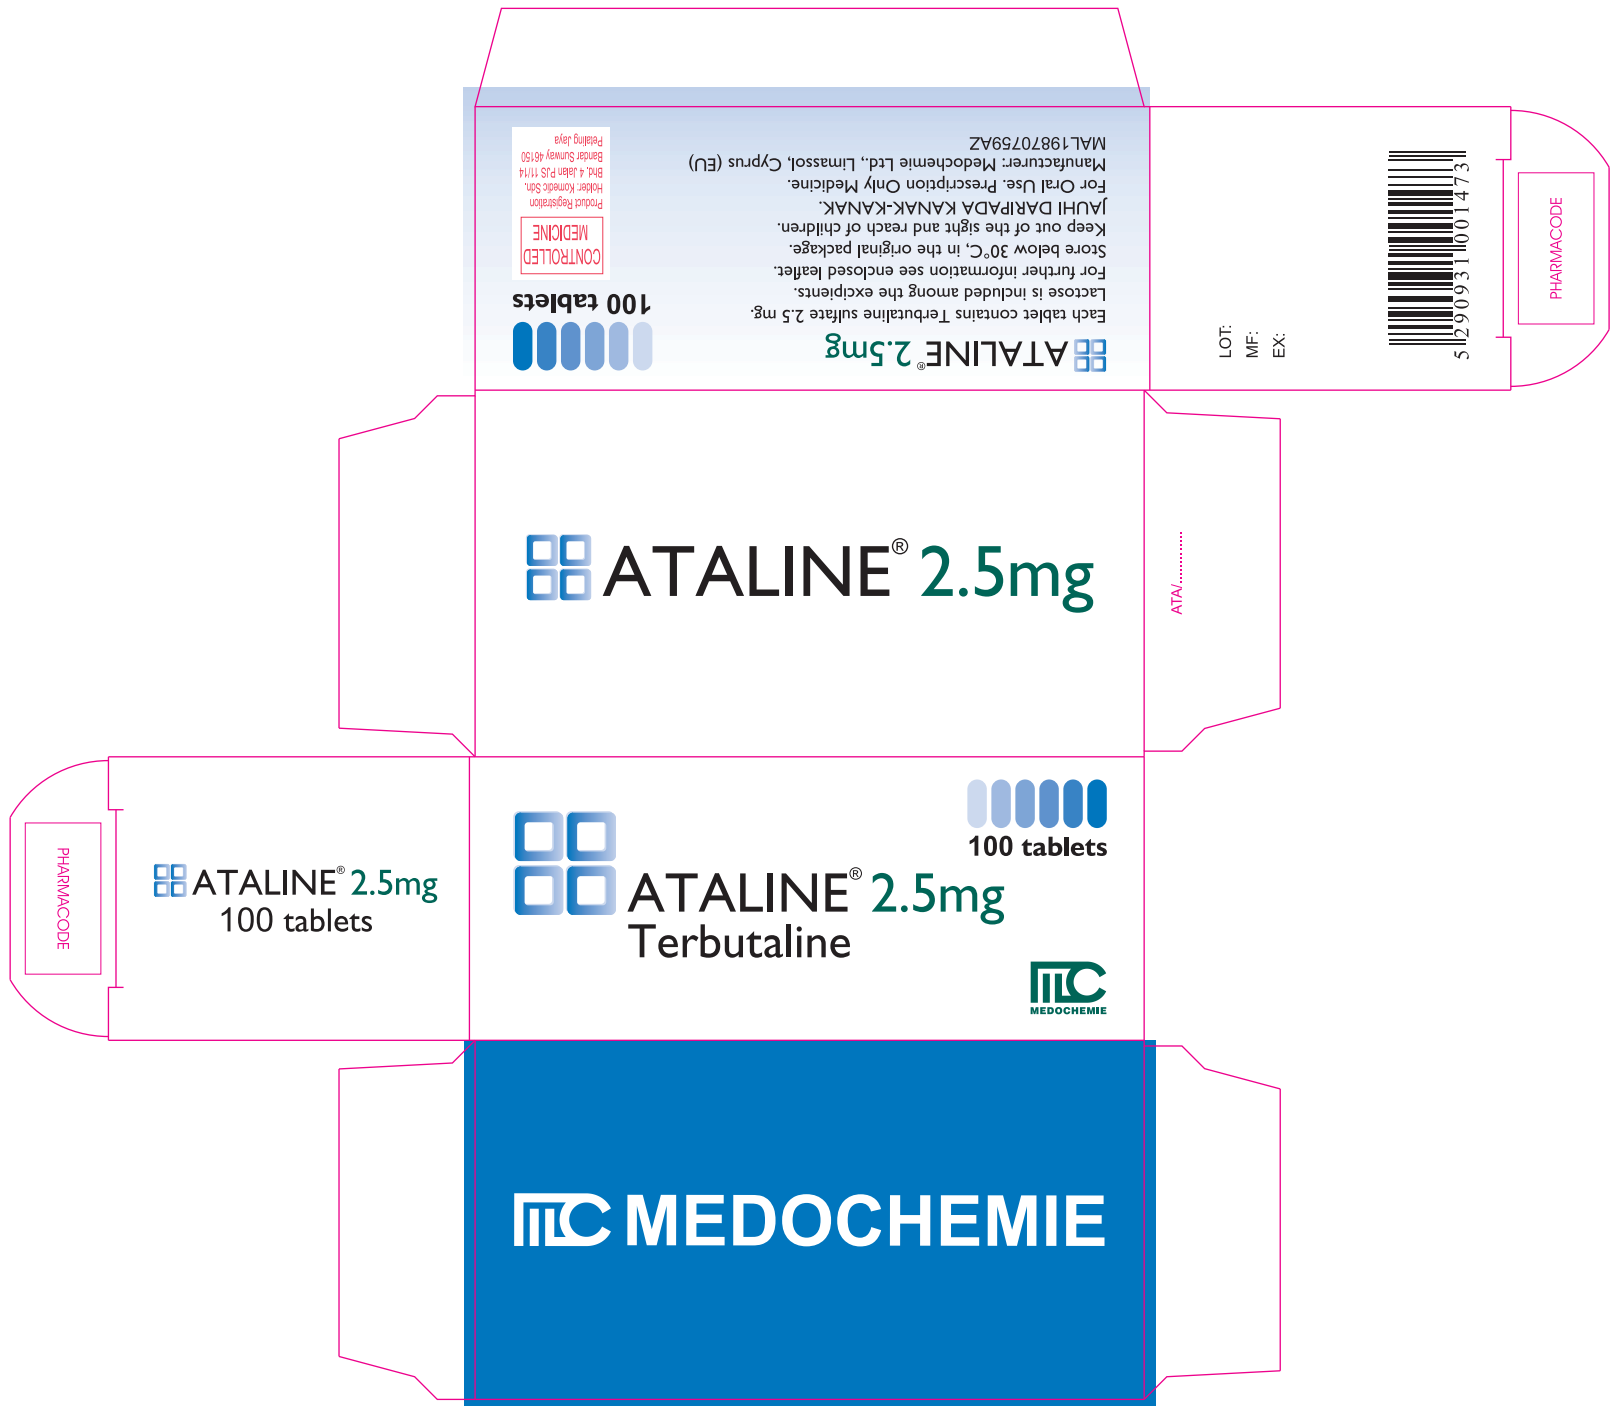 ATALINE® 2.5mg
Each tablet contains Terbutaline sulfate 2.5 mg.
Lactose is included among the excipients.
For further information see enclosed leaflet.
Store below 30°C, in the original package.
Keep out of the sight and reach of children.
JAUHI DARIPADA KANAK-KANAK.
For Oral Use. Prescription Only Medicine.
Manufacturer: Medochemie Ltd., Limassol, Cyprus (EU)
MAL19870759AZ
100 tablets
CONTROLLED
MEDICINE
Product Registration
Holder: Komedic Sdn.
Bhd, 4 Jalan PJS 11/14
Bandar Sunway 46150
Petaling Jaya
LOT:
MF:
EX:
5 290931 001473
PHARMACODE
ATALINE® 2.5mg
ATA/.............
PHARMACODE
ATALINE® 2.5mg
100 tablets
100 tablets
ATALINE® 2.5mg
Terbutaline
MC
MEDOCHEMIE
MC MEDOCHEMIE